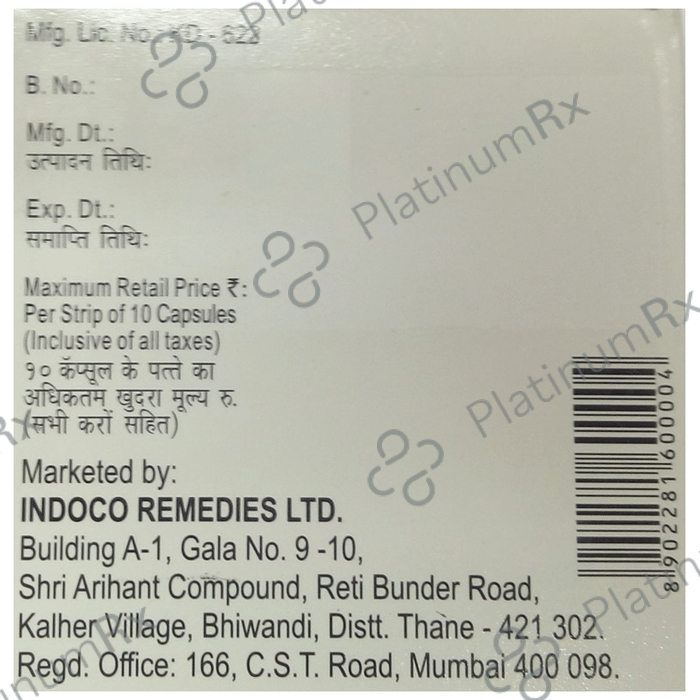 Mfg. Lic. No. KD - 628
B. No.:
Mfg. Dt.:
उत्पादन तिथिः
Exp. Dt.:
समाप्ति तिथिः
Maximum Retail Price ₹:
Per Strip of 10 Capsules
(Inclusive of all taxes)
१० कॅप्सूल के पत्ते का
अधिकतम खुदरा मूल्य रु.
(सभी करों सहित)
Marketed by:
INDOCO REMEDIES LTD.
Building A-1, Gala No. 9 -10,
Shri Arihant Compound, Reti Bunder Road,
Kalher Village, Bhiwandi, Distt. Thane - 421 302.
Regd. Office: 166, C.S.T. Road, Mumbai 400 098.
8902281600004
PlatinumRx
PlatinumRx